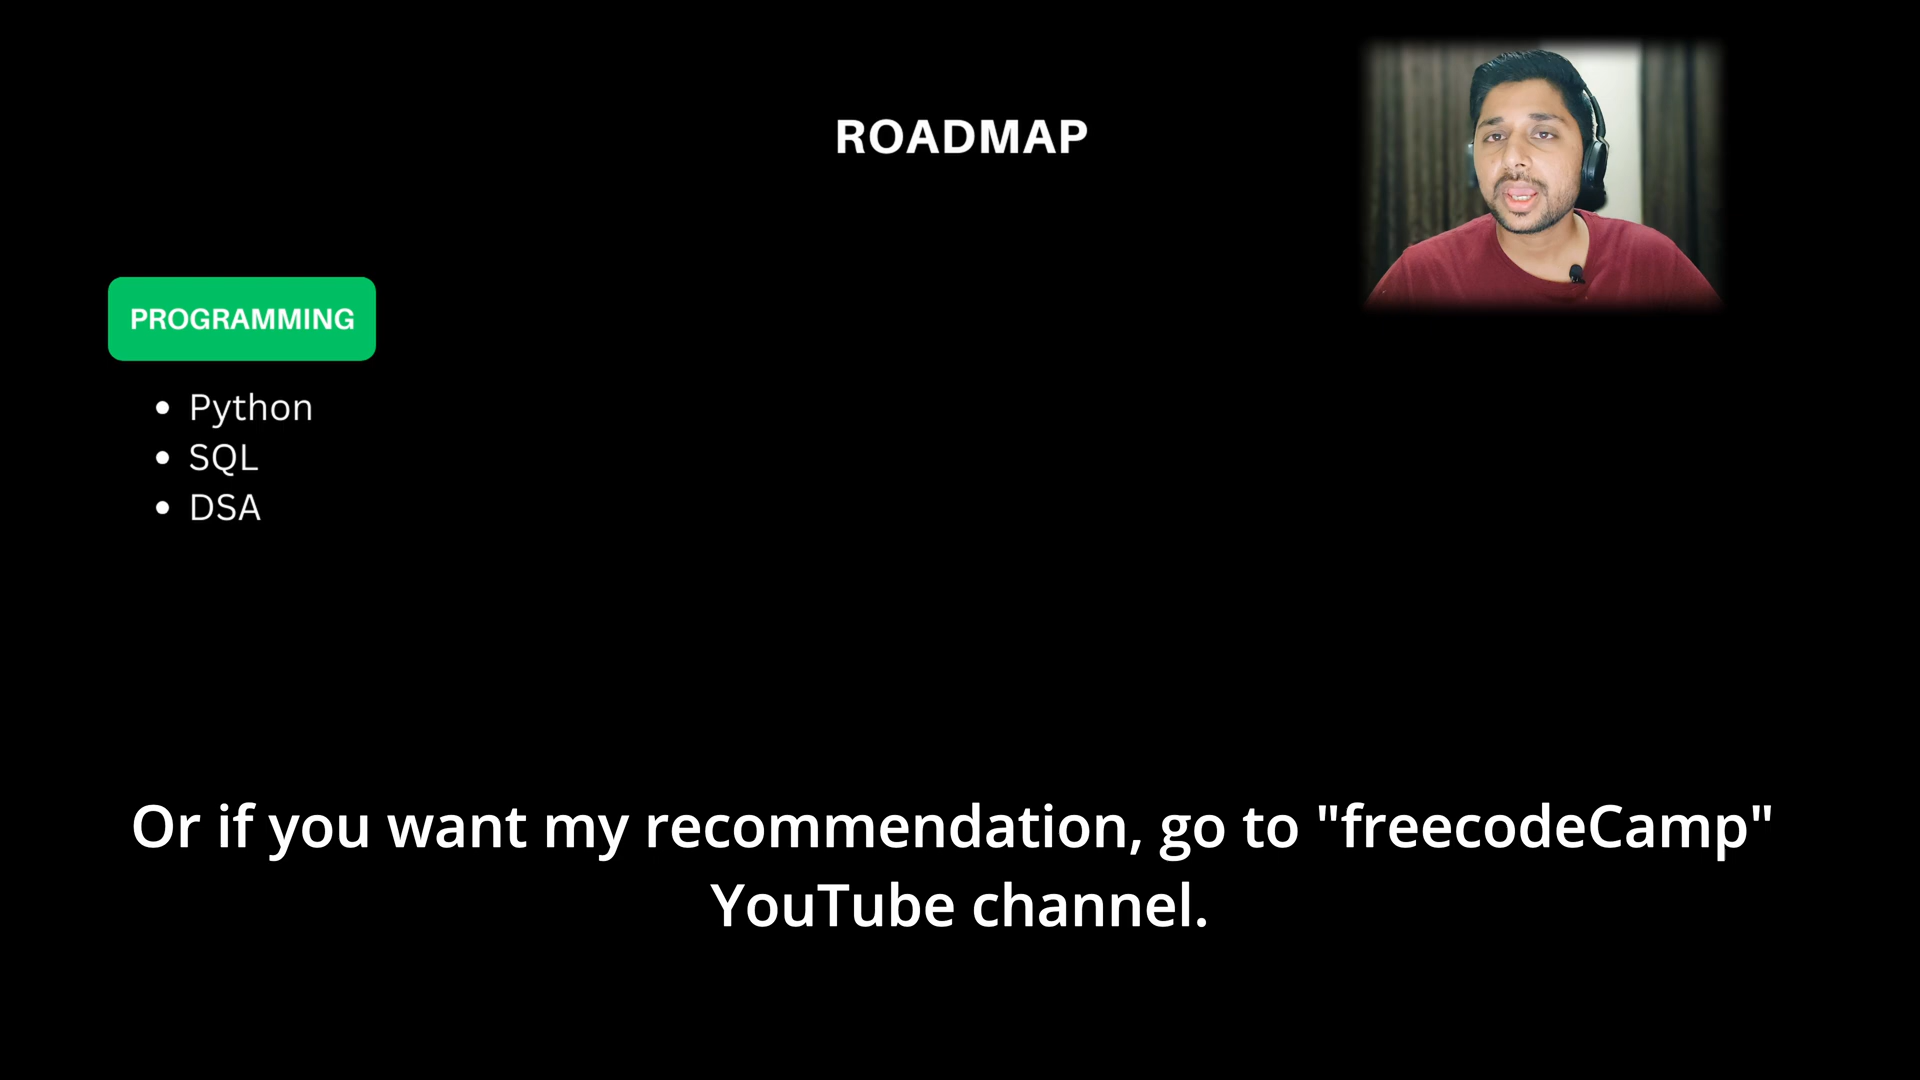 ROADMAP
PROGRAMMING
Python
SQL
DSA
Or if you want my recommendation, go to "freecodeCamp"
YouTube channel.